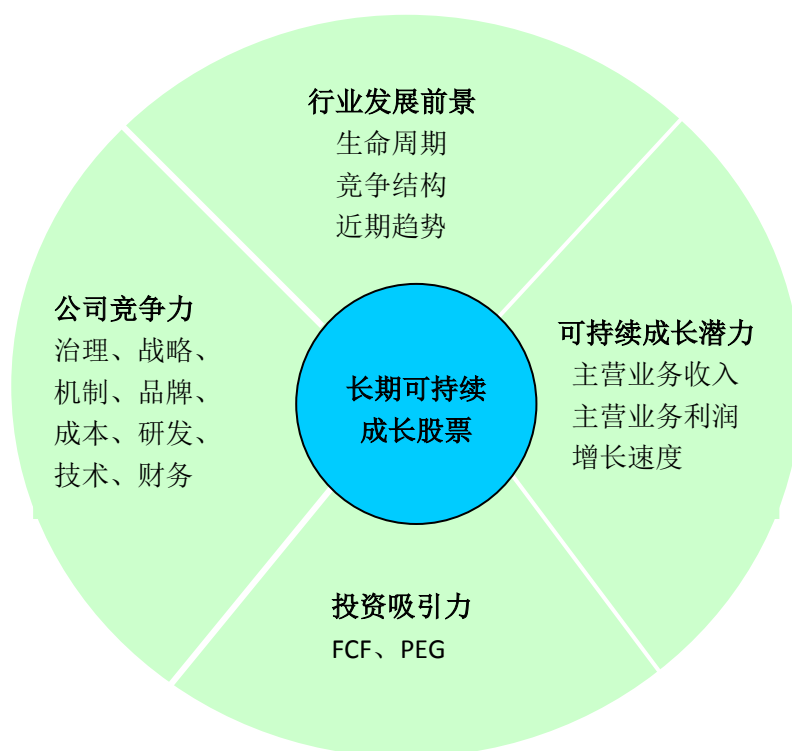 行业发展前景
生命周期
竞争结构
近期趋势
公司竞争力
治理、战略、
机制、品牌、
成本、研发、
技术、财务
长期可持续
成长股票
可持续成长潜力
主营业务收入
主营业务利润
增长速度
投资吸引力
FCF、PEG